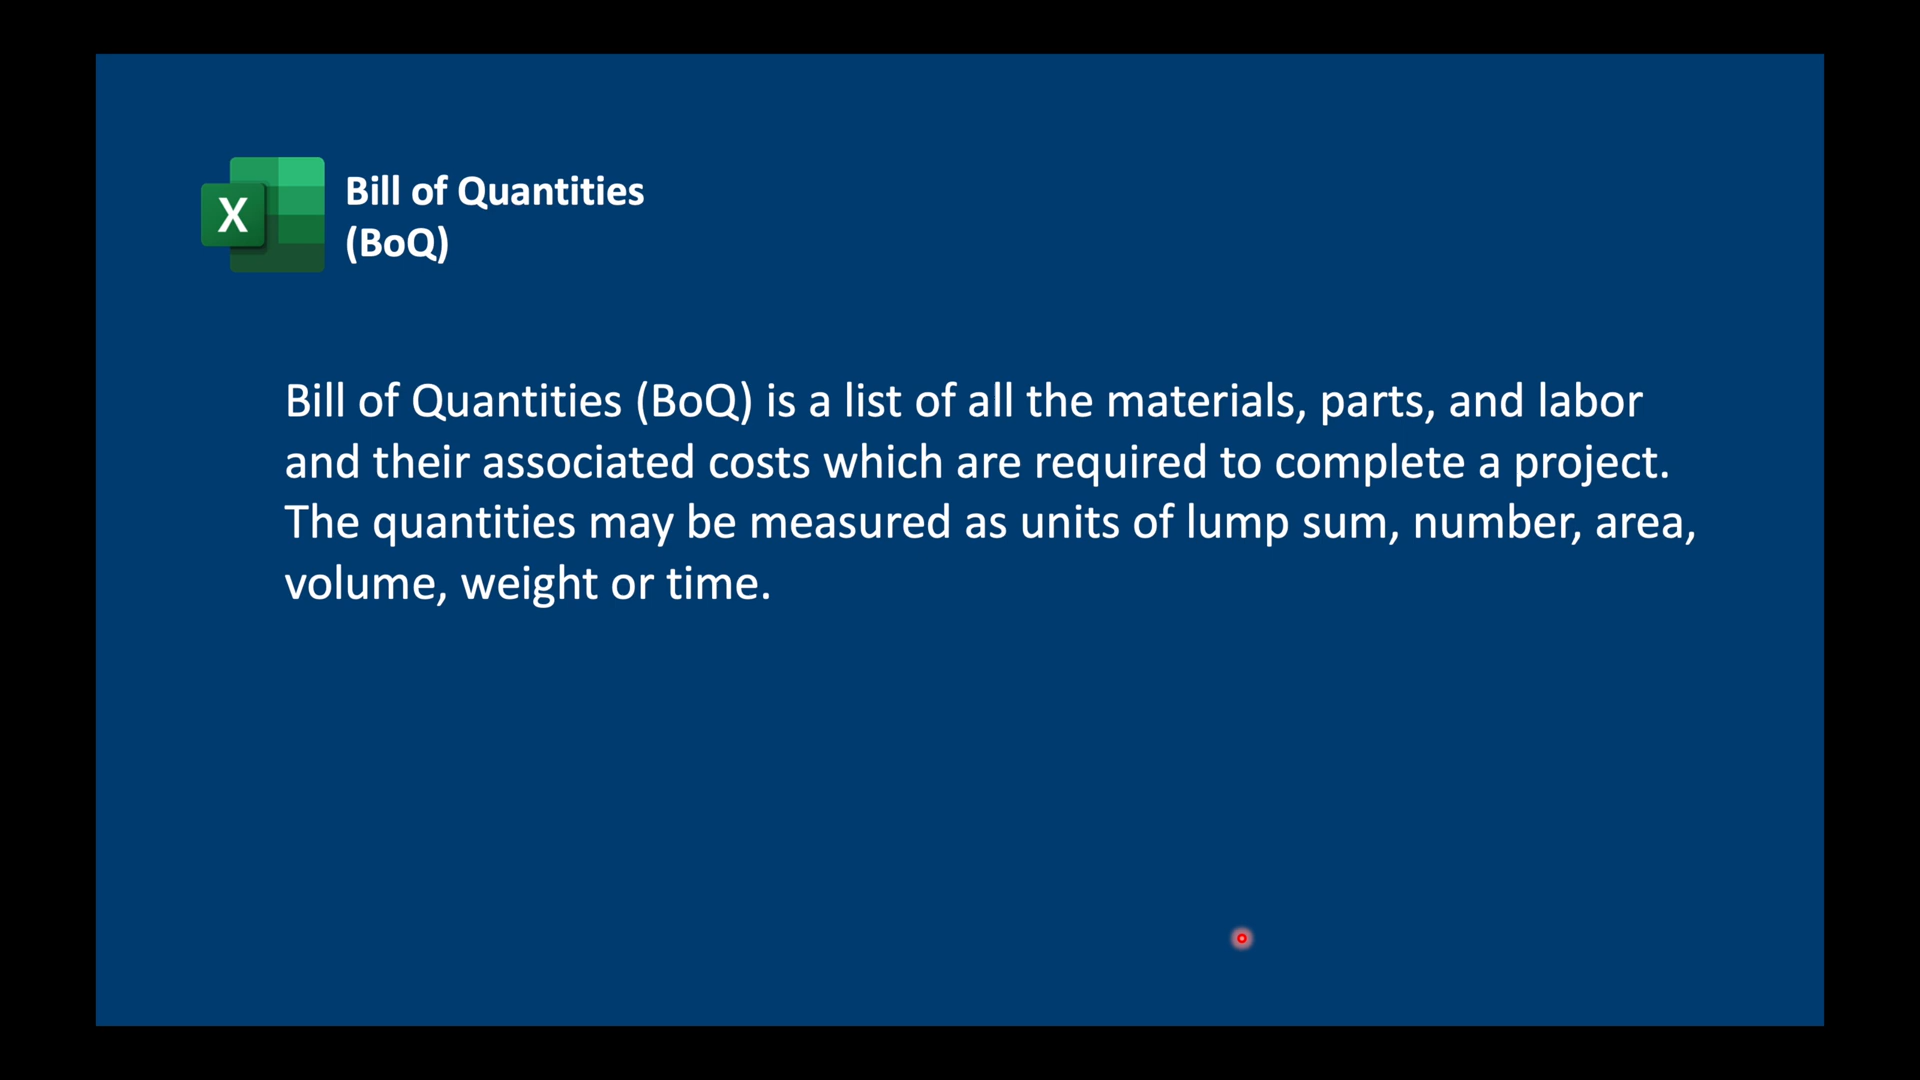 X
Bill of Quantities
(BoQ)
Bill of Quantities (BoQ) is a list of all the materials, parts, and labor
and their associated costs which are required to complete a project.
The quantities may be measured as units of lump sum, number, area,
volume, weight or time.